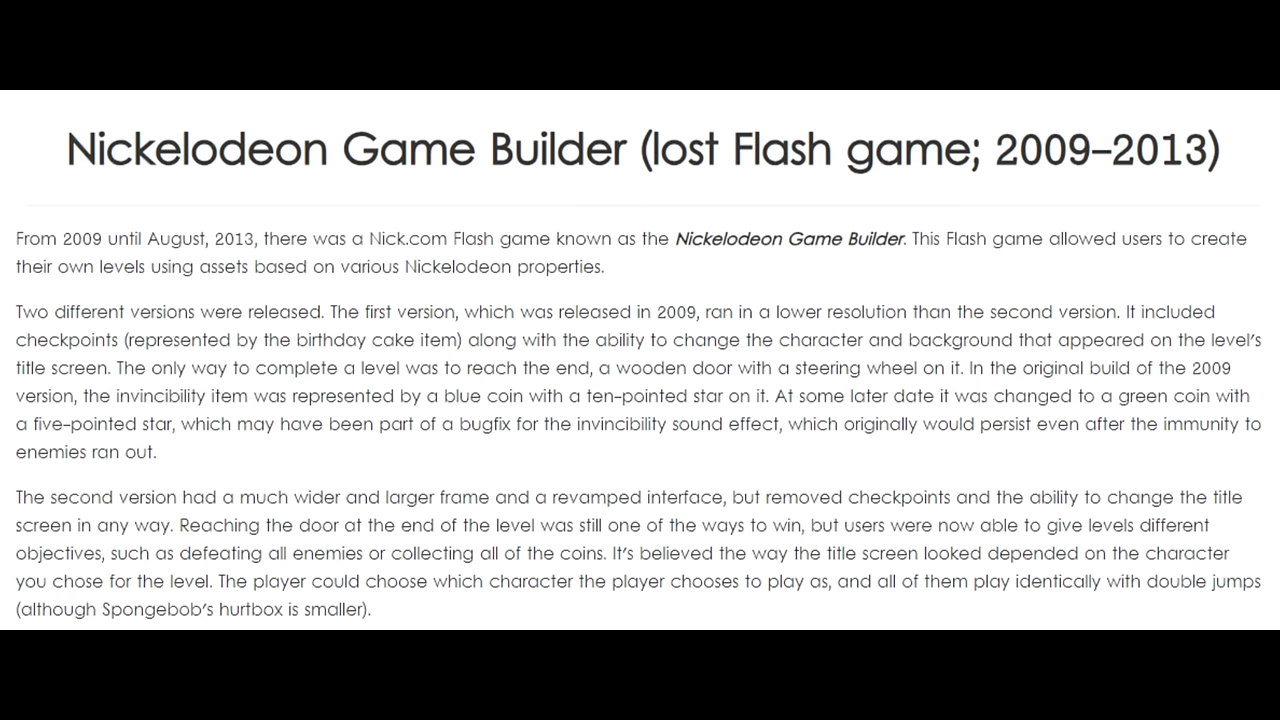 Nickelodeon Game Builder (lost Flash game; 2009–2013)
From 2009 until August, 2013, there was a Nick.com Flash game known as the Nickelodeon Game Builder. This Flash game allowed users to create
their own levels using assets based on various Nickelodeon properties.
Two different versions were released. The first version, which was released in 2009, ran in a lower resolution than the second version. It included
checkpoints (represented by the birthday cake item) along with the ability to change the character and background that appeared on the level's
title screen. The only way to complete a level was to reach the end, a wooden door with a steering wheel on it. In the original build of the 2009
version, the invincibility item was represented by a blue coin with a ten-pointed star on it. At some later date it was changed to a green coin with
a five-pointed star, which may have been part of a bugfix for the invincibility sound effect, which originally would persist even after the immunity to
enemies ran out.
The second version had a much wider and larger frame and a revamped interface, but removed checkpoints and the ability to change the title
screen in any way. Reaching the door at the end of the level was still one of the ways to win, but users were now able to give levels different
objectives, such as defeating all enemies or collecting all of the coins. It's believed the way the title screen looked depended on the character
you chose for the level. The player could choose which character the player chooses to play as, and all of them play identically with double jumps
(although Spongebob's hurtbox is smaller).